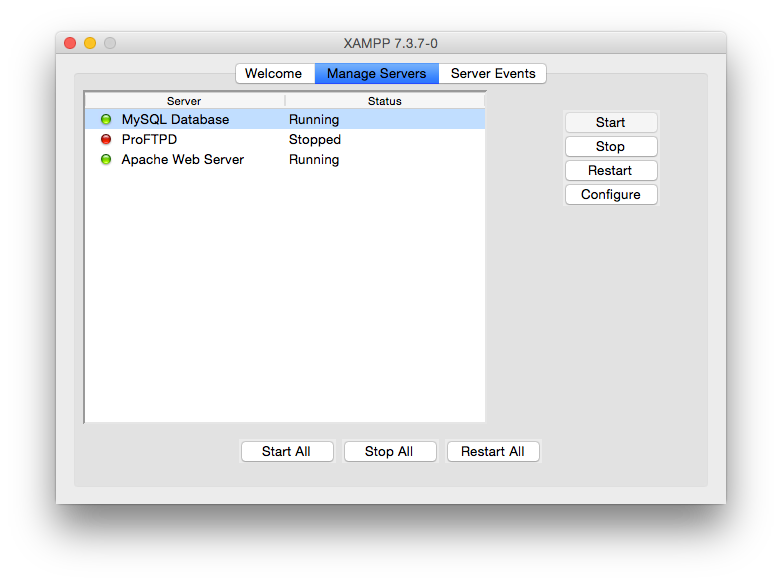 XAMPP 7.3.7-0
Welcome Manage Servers Server Events
Server Status
MySQL Database Running
ProFTPD Stopped
Apache Web Server Running
Start
Stop
Restart
Configure
Start All Stop All Restart All